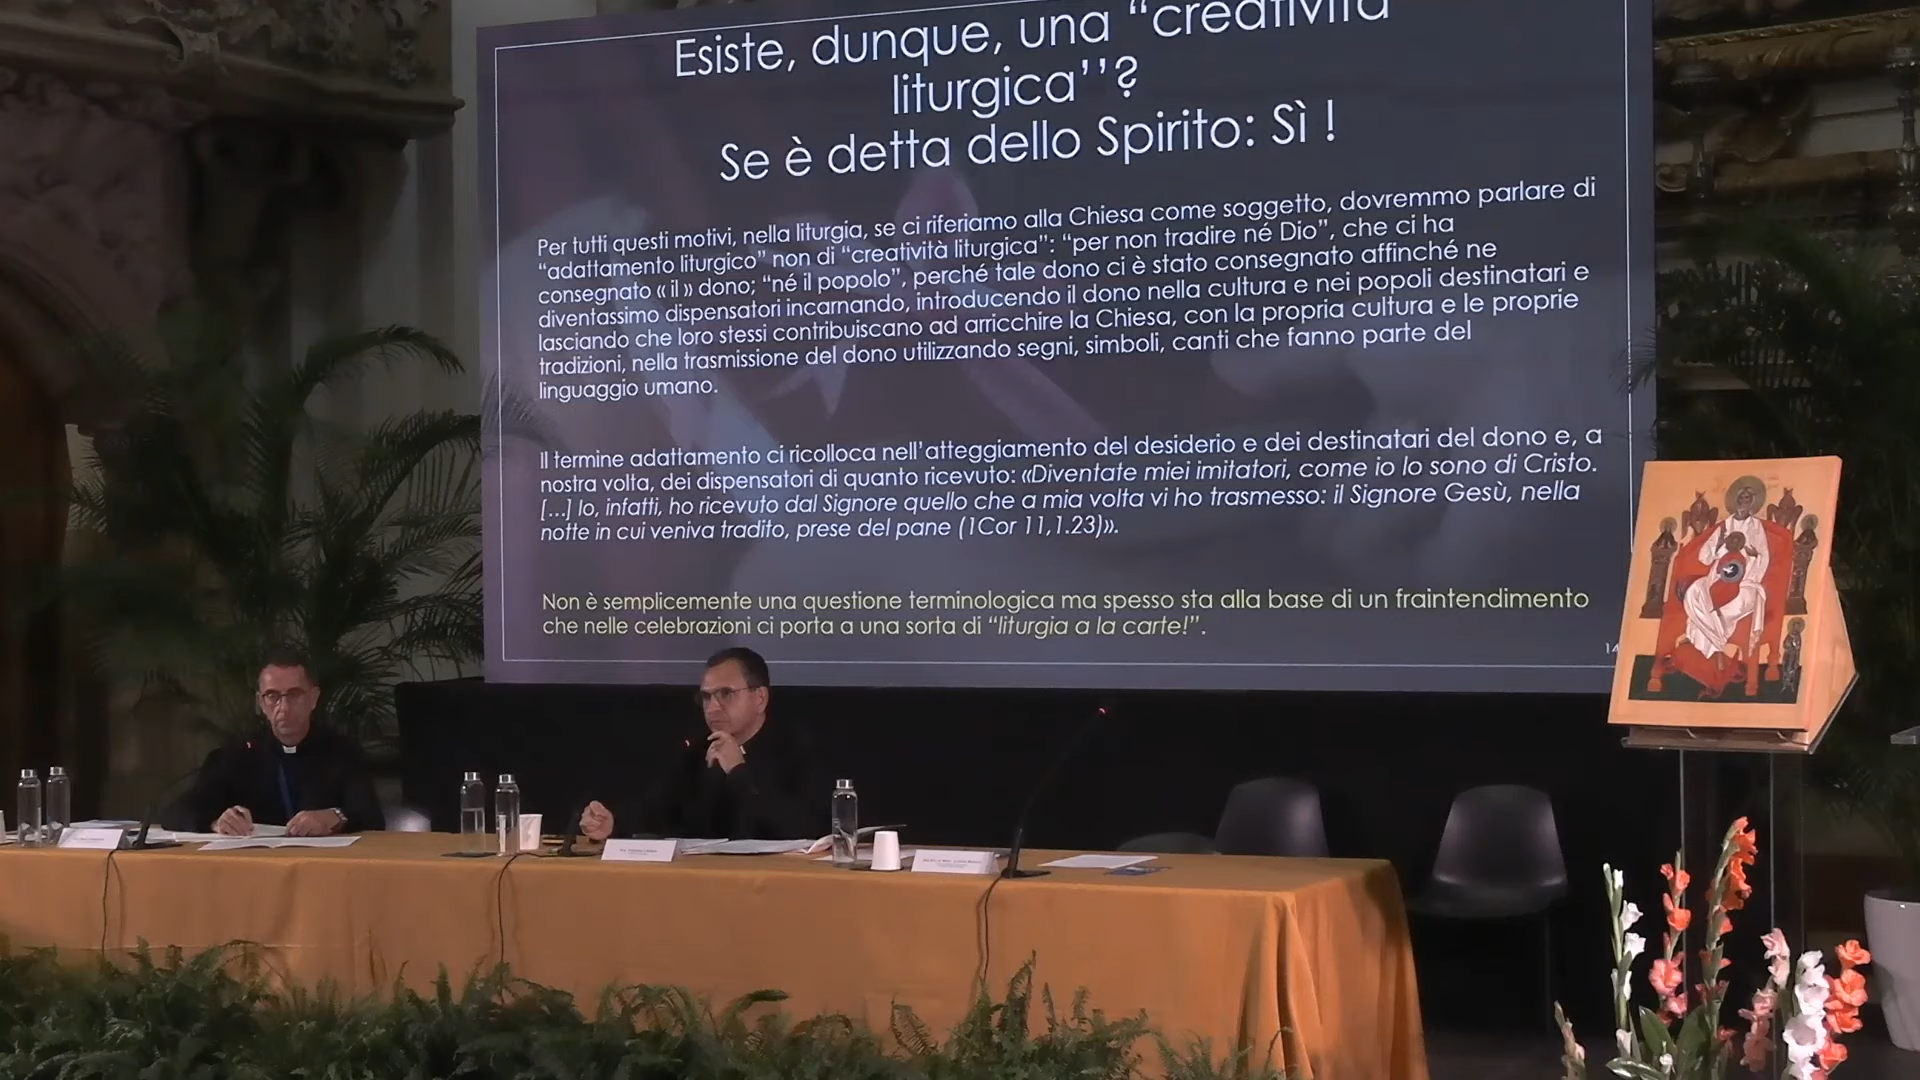 Esiste, dunque, una “creatività
liturgica’’?
Se è detta dello Spirito: Sì !
Per tutti questi motivi, nella liturgia, se ci riferiamo alla Chiesa come soggetto, dovremmo parlare di
“adattamento liturgico” non di “creatività liturgica”: “per non tradire né Dio”, che ci ha
consegnato « il » dono; “né il popolo”, perché tale dono ci è stato consegnato affinché ne
diventassimo dispensatori incarnando, introducendo il dono nella cultura e nei popoli destinatari e
lasciando che loro stessi contribuiscano ad arricchire la Chiesa, con la propria cultura e le proprie
tradizioni, nella trasmissione del dono utilizzando segni, simboli, canti che fanno parte del
linguaggio umano.
Il termine adattamento ci ricolloca nell’atteggiamento del desiderio e dei destinatari del dono e, a
nostra volta, dei dispensatori di quanto ricevuto: «Diventate miei imitatori, come io lo sono di Cristo.
[...] Io, infatti, ho ricevuto dal Signore quello che a mia volta vi ho trasmesso: il Signore Gesù, nella
notte in cui veniva tradito, prese del pane (1Cor 11,1.23)».
Non è semplicemente una questione terminologica ma spesso sta alla base di un fraintendimento
che nelle celebrazioni ci porta a una sorta di “liturgia a la carte!”.
14